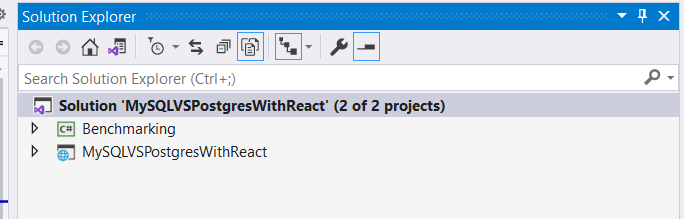 Solution Explorer
Search Solution Explorer (Ctrl+;)
Solution 'MySQLVSPostgresWithReact' (2 of 2 projects)
C# Benchmarking
MySQLVSPostgresWithReact